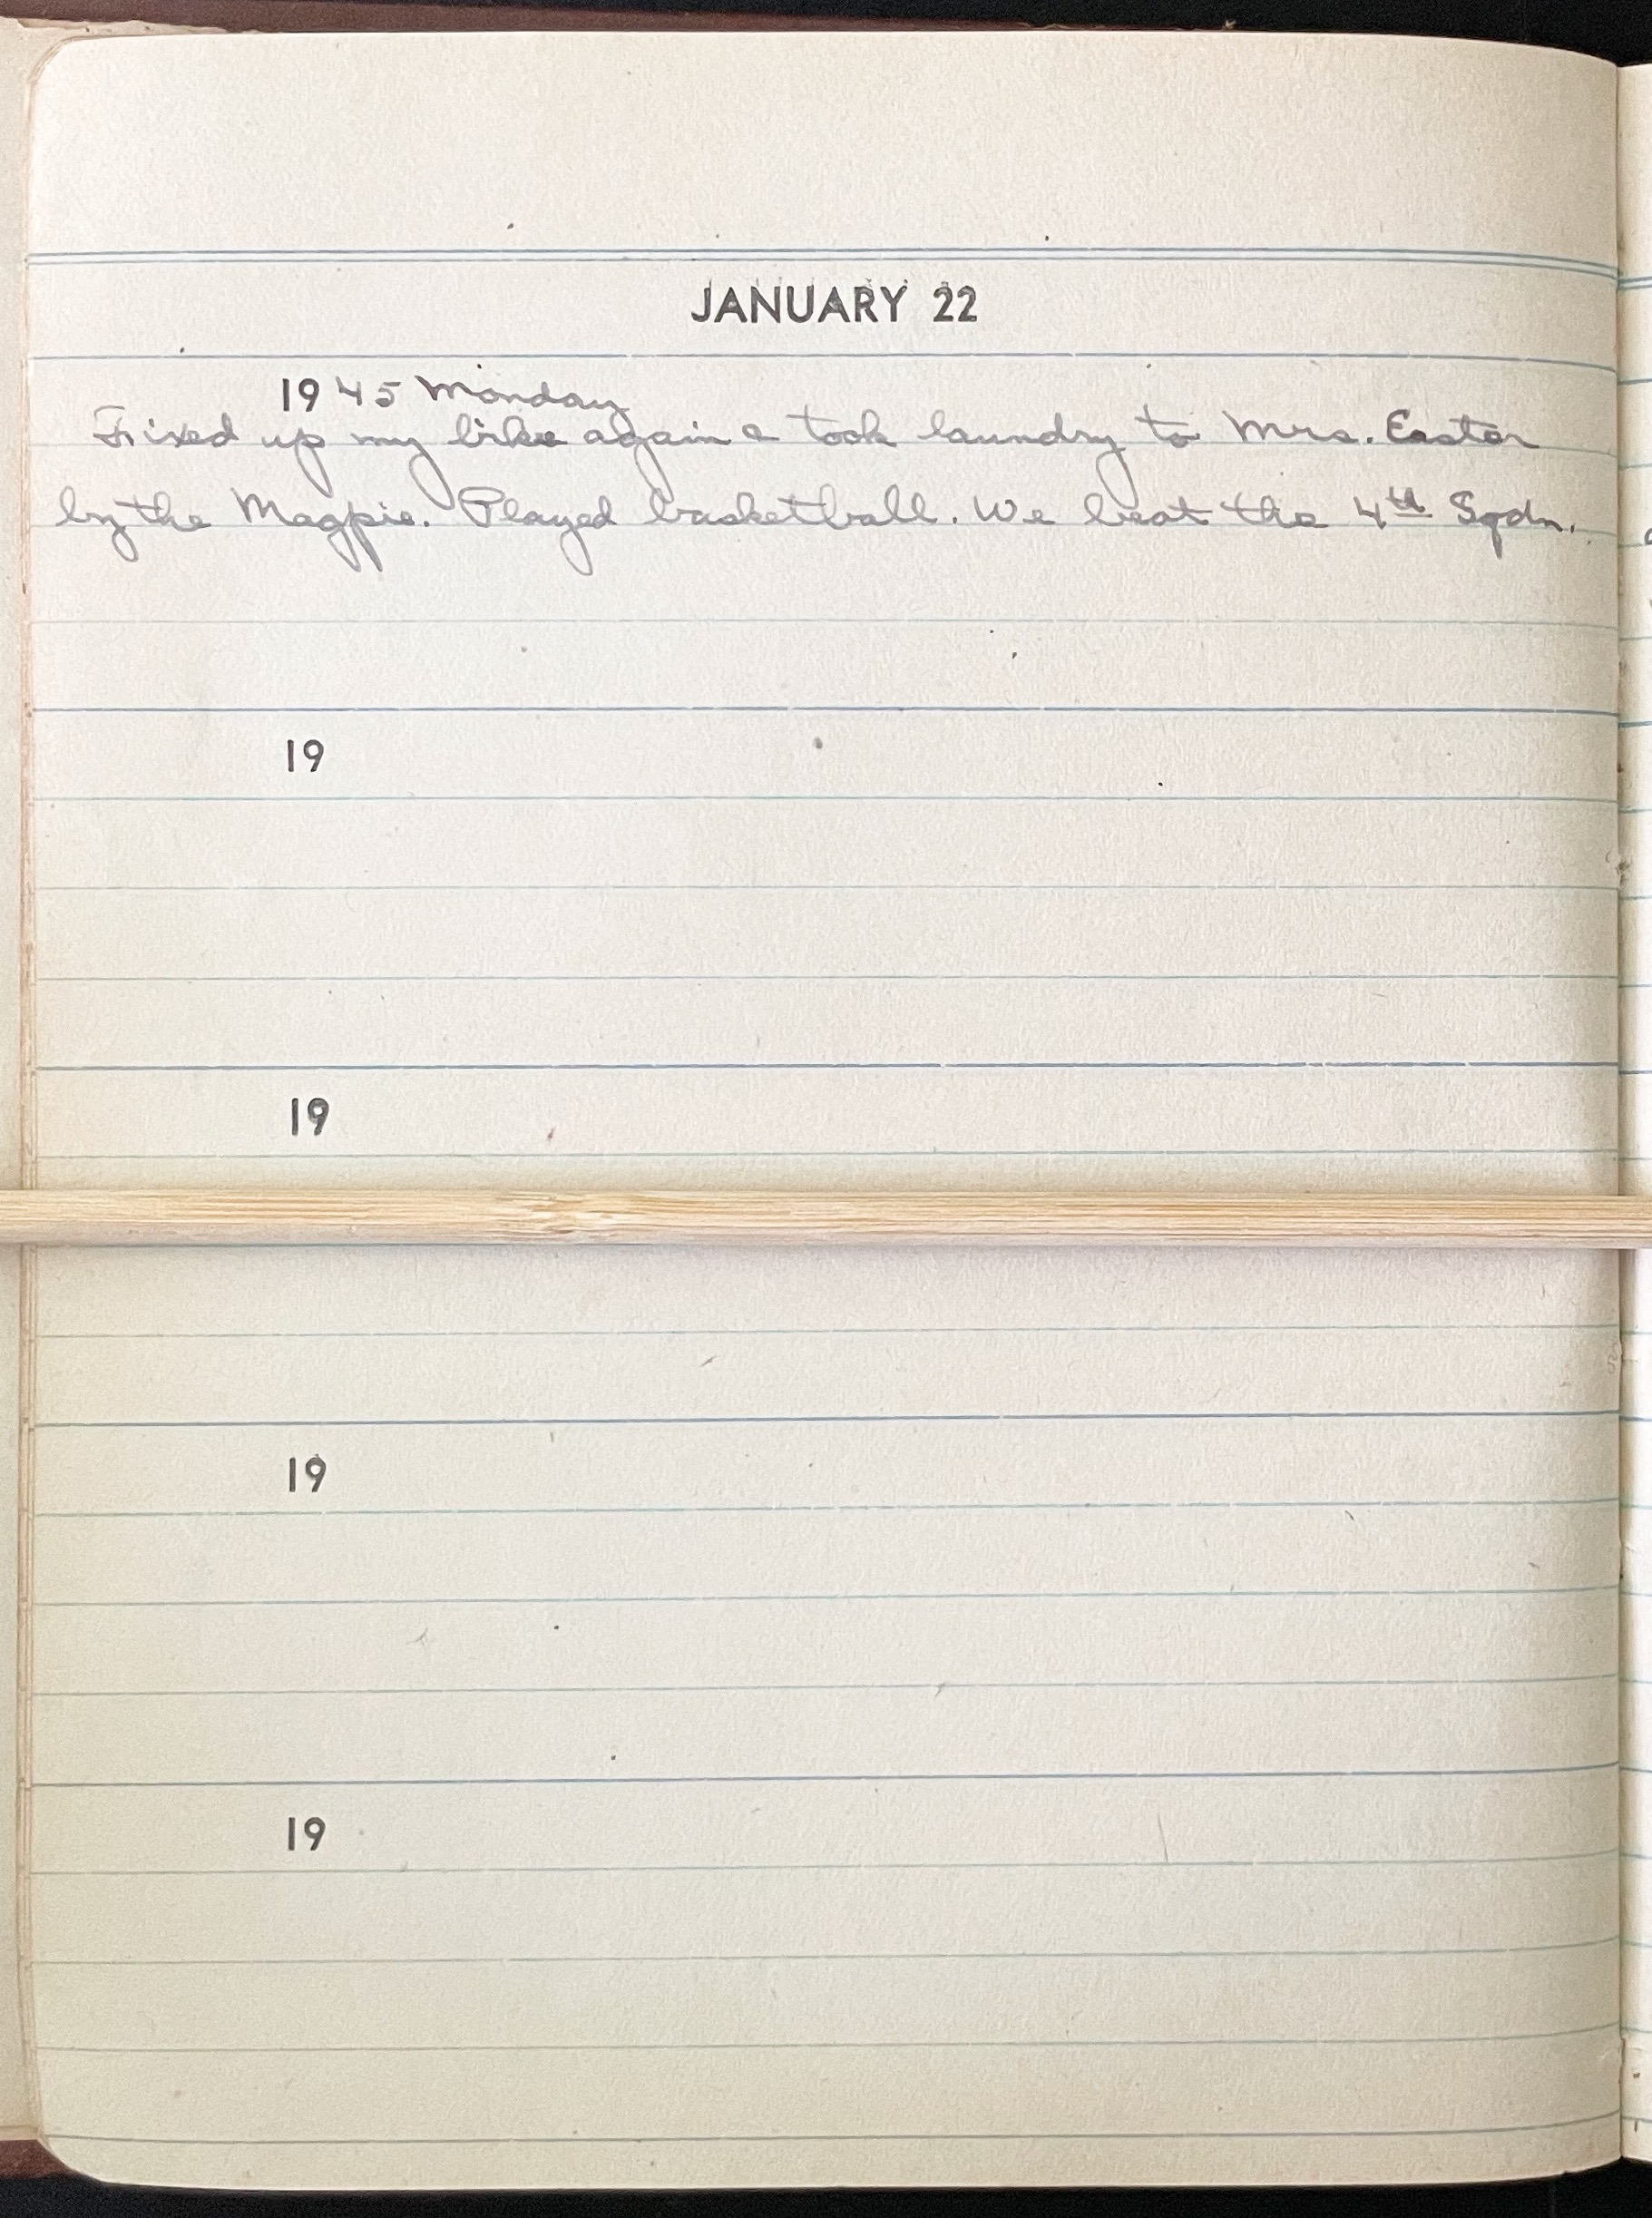 JANUARY 22
1945 Monday
Fixed up my bike again & took laundry to Mrs. Easter
by the Magpie. Played basketball. We beat the 4th Sqdn.
19
19
19
19